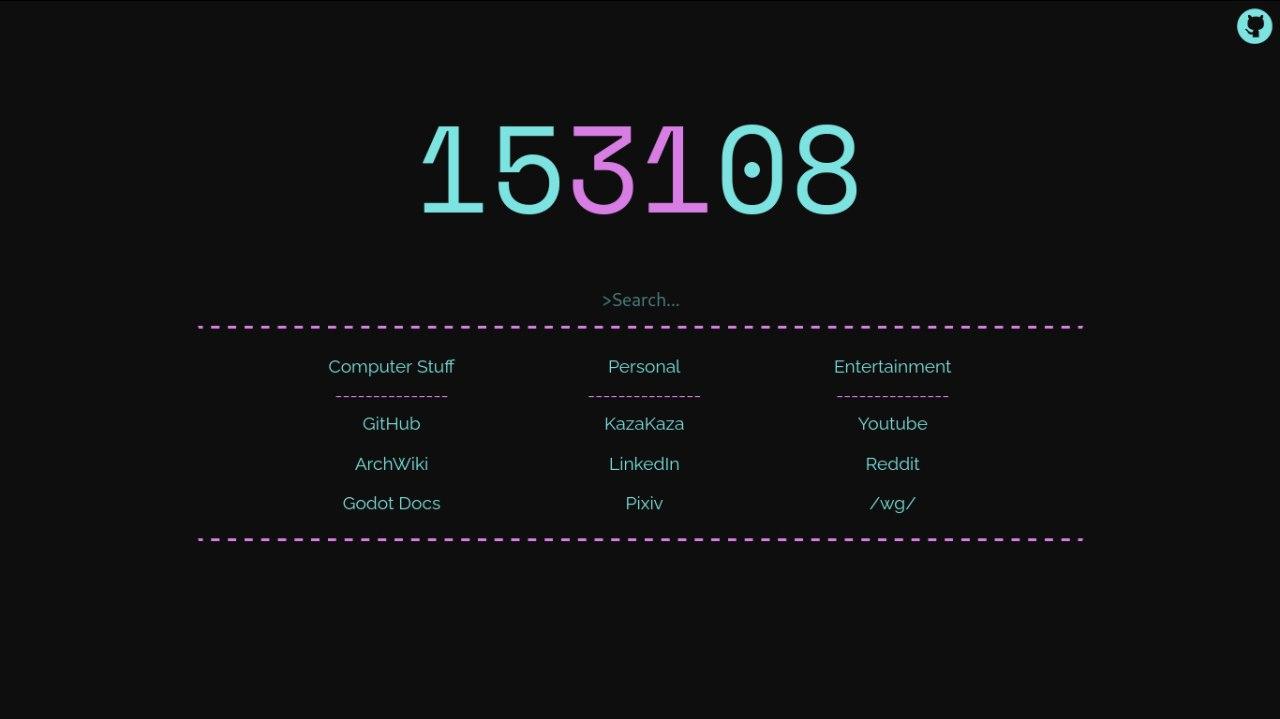 153108
>Search...
Computer Stuff Personal Entertainment
--------------- --------------- ---------------
GitHub KazaKaza Youtube
ArchWiki LinkedIn Reddit
Godot Docs Pixiv /wg/